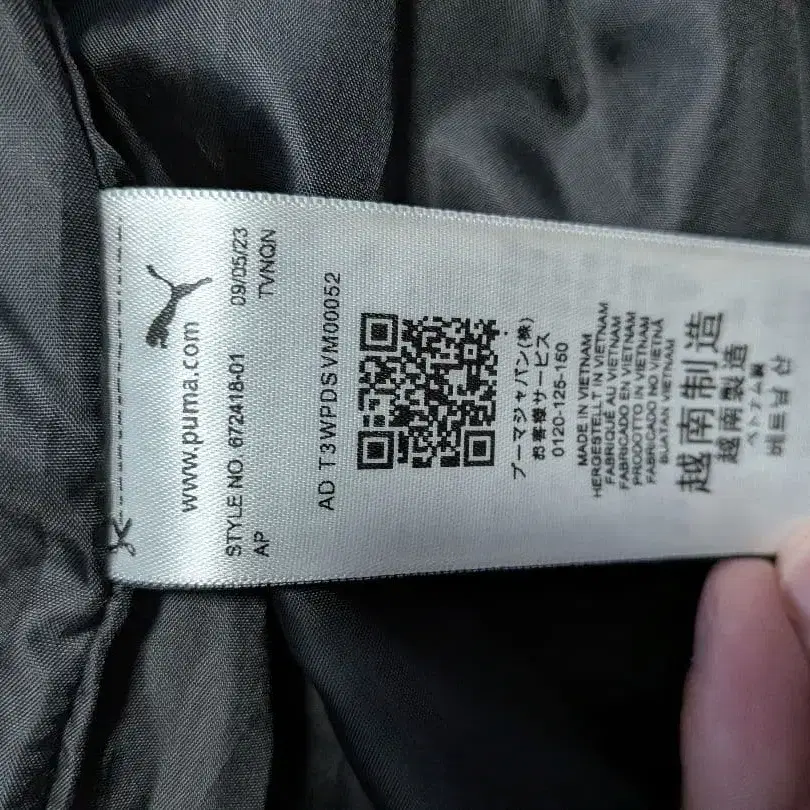 www.puma.com
STYLE NO. 672418-01 09/05/23
AP TVNQN
AD T3WPDSVM00052
プーマジャパン(株)
お客様サービス
0120-125-150
MADE IN VIETNAM
HERGESTELLT IN VIETNAM
FABRIQUÉ AU VIETNAM
FABRICADO EN VIETNAM
PRODOTTO IN VIETNAM
FABRICADO NO VIETNÃ
BUATAN VIETNAM
越南制造
越南製造
ベトナム製
베트남 산